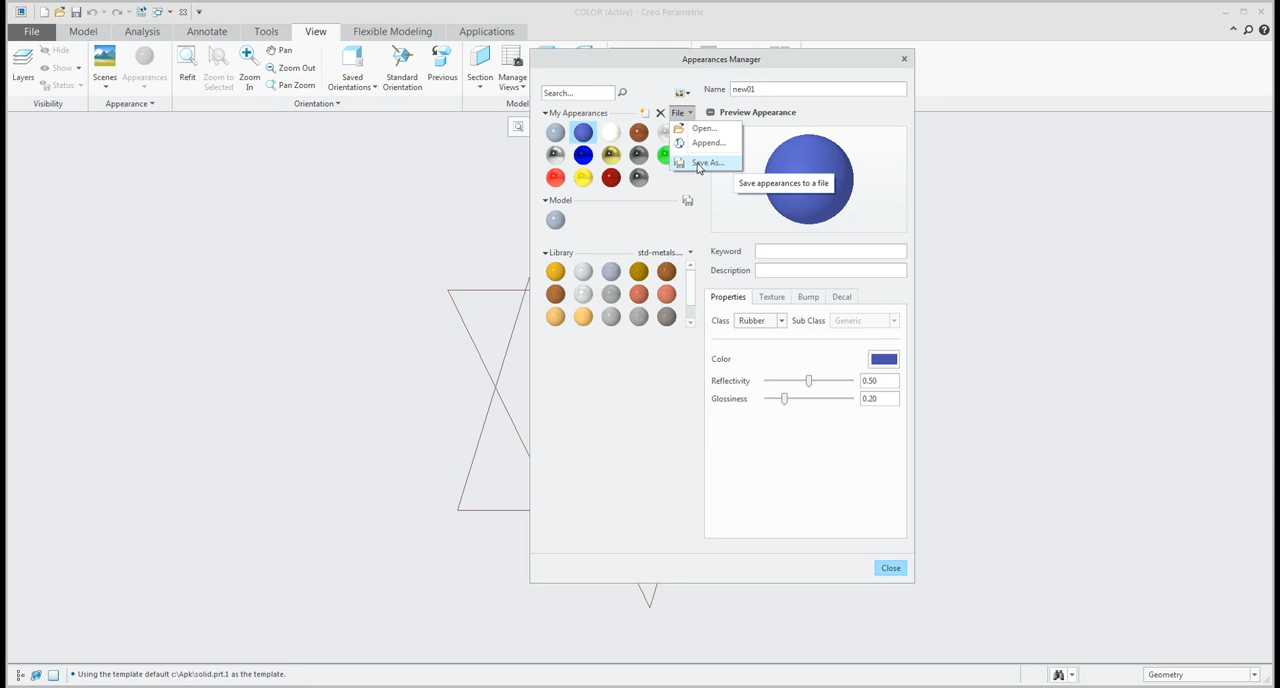 COLOR (Active) - Creo Parametric
File Model Analysis Annotate Tools View Flexible Modeling Applications
Layers
Hide
Show
Status
Visibility
Scenes
Appearances
Appearance
Refit
Zoom to Selected
Zoom In
Pan
Zoom Out
Pan Zoom
Saved Orientations
Standard Orientation
Previous
Orientation
Section
Manage Views
Appearances Manager
Search...
Name new01
My Appearances
File
Preview Appearance
Open...
Append...
Save As...
Save appearances to a file
Model
Library std-metals....
Keyword
Description
Properties Texture Bump Decal
Class Rubber Sub Class Generic
Color
Reflectivity 0.50
Glossiness 0.20
Close
• Using the template default c:\Apk\solid.prt.1 as the template.
Geometry